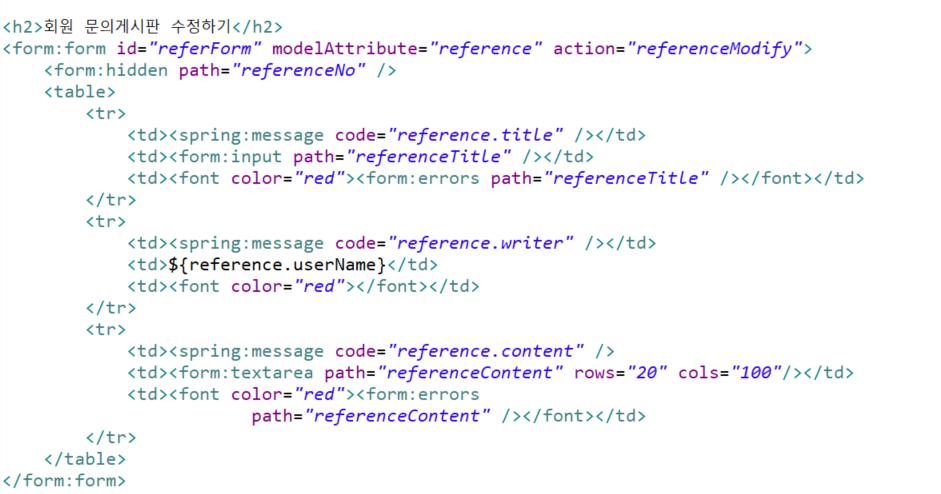 <h2>회원 문의게시판 수정하기</h2>
<form:form id="referForm" modelAttribute="reference" action="referenceModify">
    <form:hidden path="referenceNo" />
    <table>
        <tr>
            <td><spring:message code="reference.title" /></td>
            <td><form:input path="referenceTitle" /></td>
            <td><font color="red"><form:errors path="referenceTitle" /></font></td>
        </tr>
        <tr>
            <td><spring:message code="reference.writer" /></td>
            <td>${reference.userName}</td>
            <td><font color="red"></font></td>
        </tr>
        <tr>
            <td><spring:message code="reference.content" />
            <td><form:textarea path="referenceContent" rows="20" cols="100"/></td>
            <td><font color="red"><form:errors
                        path="referenceContent" /></font></td>
        </tr>
    </table>
</form:form>